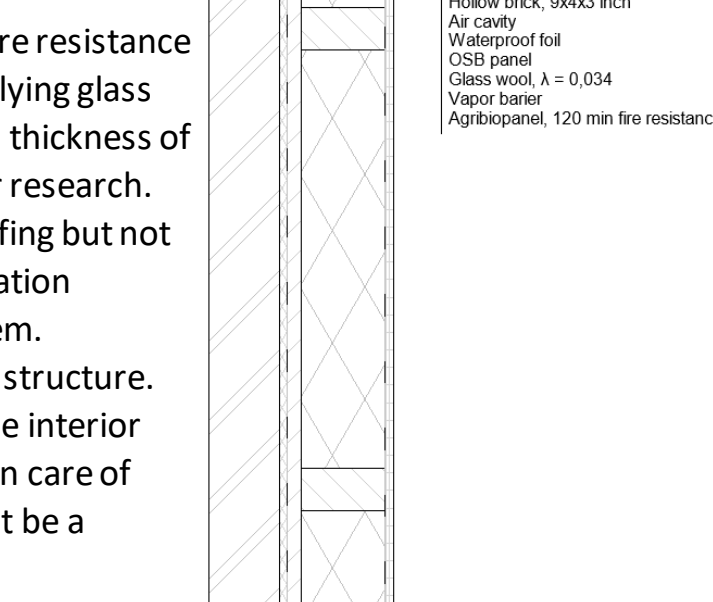 re resistance
lying glass
thickness of
research.
fing but not
ation
em.
structure.
e interior
n care of
t be a
Hollow brick, 9x4x3 inch
Air cavity
Waterproof foil
OSB panel
Glass wool, λ = 0,034
Vapor barier
Agribiopanel, 120 min fire resistanc